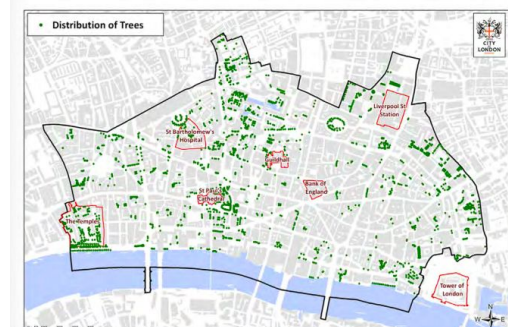 Distribution of Trees
CITY
LONDON
Liverpool St
Station
St Bartholomew's
Hospital
Guildhall
Bank of
England
St Paul's
Cathedral
The Temple
Tower of
London
N
W
E